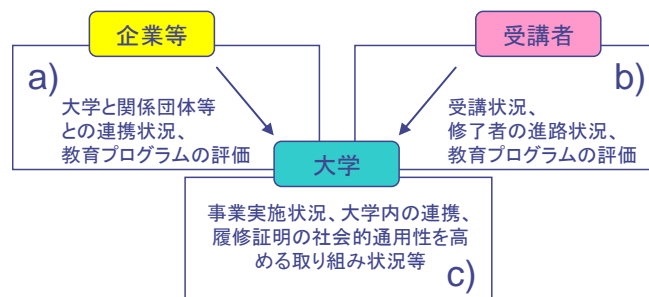 企業等
受講者
a)
大学と関係団体等
との連携状況、
教育プログラムの評価
b)
受講状況、
修了者の進路状況、
教育プログラムの評価
大学
事業実施状況、大学内の連携、
履修証明の社会的通用性を高
める取り組み状況等
c)